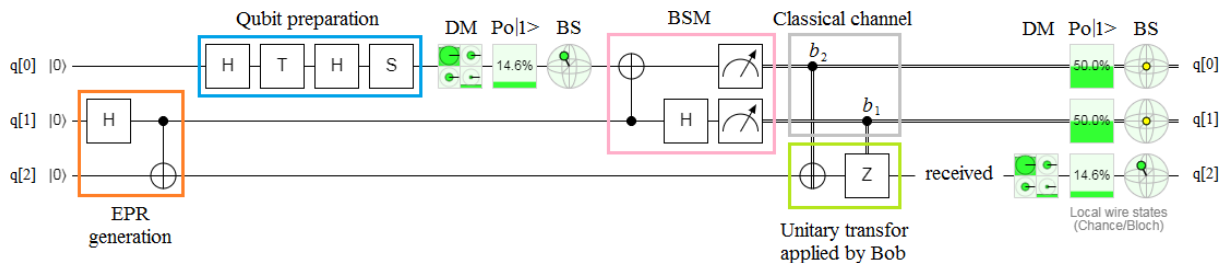 Qubit preparation DM Po|1> BS BSM Classical channel DM Po|1> BS
q[0] |0⟩ H T H S 14.6% b2 50.0% q[0]
q[1] |0⟩ H H b1 50.0% q[1]
q[2] |0⟩ Z received 14.6% q[2]
EPR
generation
Unitary transfor
applied by Bob
Local wire states
(Chance/Bloch)